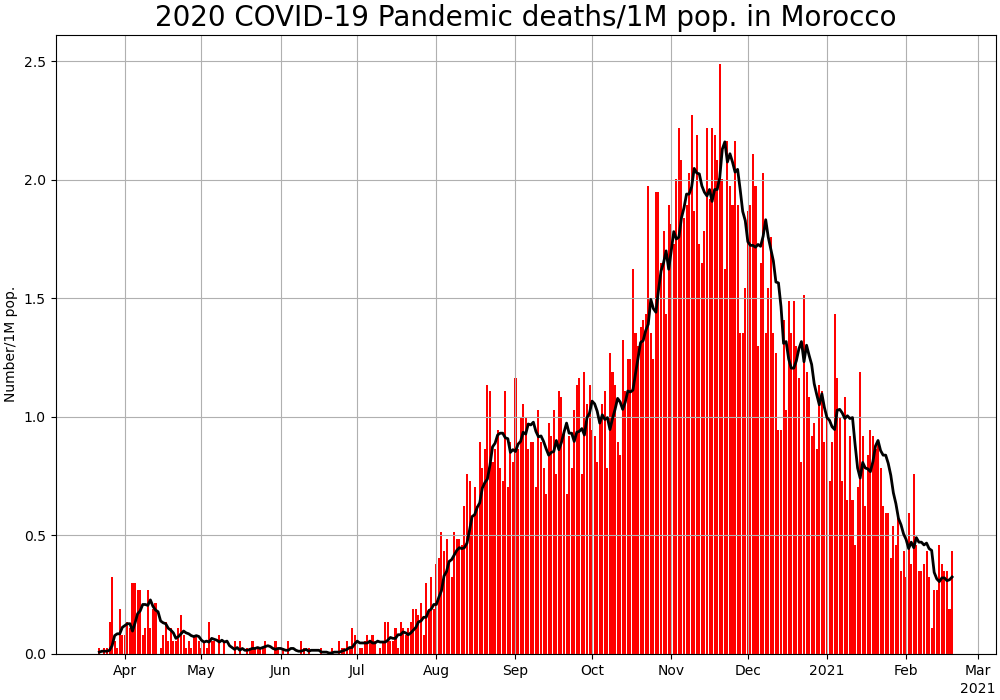 2020 COVID-19 Pandemic deaths/1M pop. in Morocco
Number/1M pop.
2.5
2.0
1.5
1.0
0.5
0.0
Apr May Jun Jul Aug Sep Oct Nov Dec 2021 Feb Mar
2021